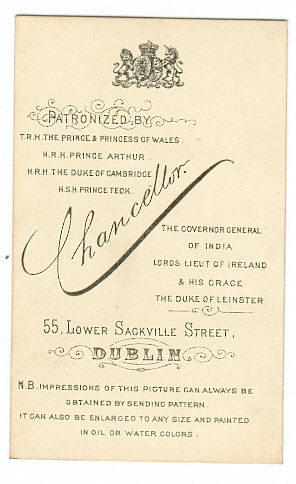 PATRONIZED BY
T.R.H. THE PRINCE & PRINCESS OF WALES.
H.R.H. PRINCE ARTHUR.
H.R.H. THE DUKE OF CAMBRIDGE
H.S.H. PRINCE TECK.
Chancellor.
THE GOVERNOR GENERAL
OF INDIA
LORDS LIEUT OF IRELAND
& HIS GRACE
THE DUKE OF LEINSTER
55, LOWER SACKVILLE STREET,
DUBLIN
N.B. IMPRESSIONS OF THIS PICTURE CAN ALWAYS BE
OBTAINED BY SENDING PATTERN.
IT CAN ALSO BE ENLARGED TO ANY SIZE AND PAINTED
IN OIL OR WATER COLORS.